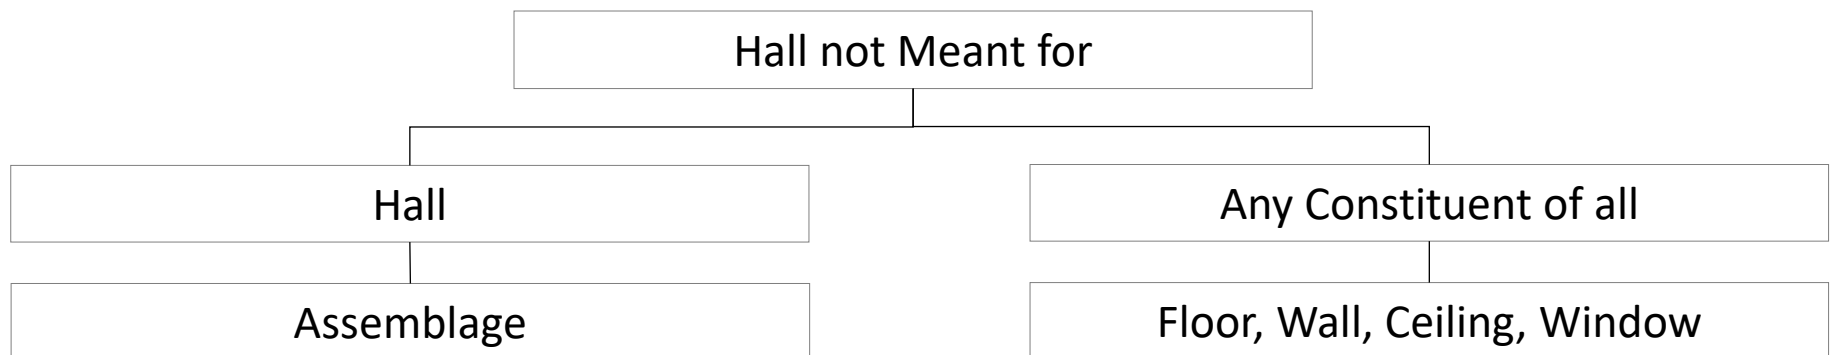 Hall not Meant for
Hall
Any Constituent of all
Assemblage
Floor, Wall, Ceiling, Window